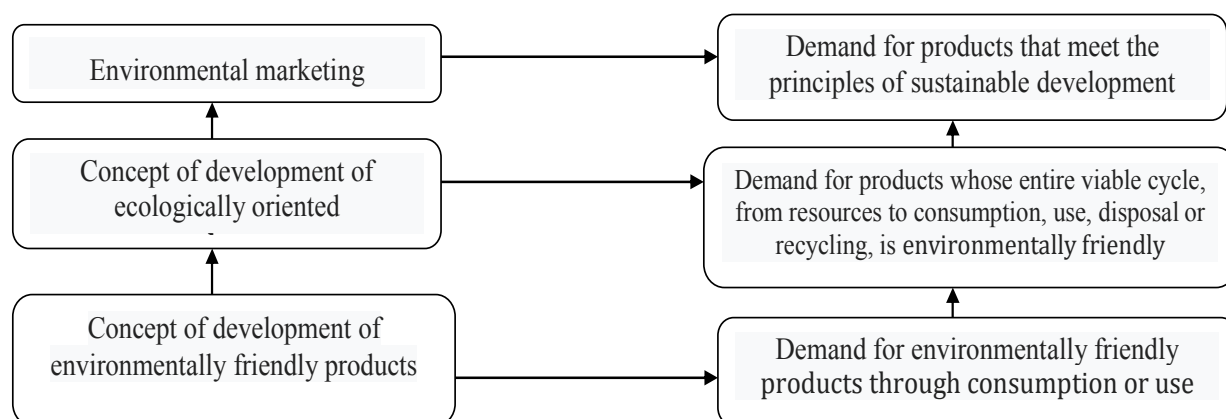 Environmental marketing
Demand for products that meet the
principles of sustainable development
Concept of development of
ecologically oriented
Demand for products whose entire viable cycle,
from resources to consumption, use, disposal or
recycling, is environmentally friendly
Concept of development of
environmentally friendly products
Demand for environmentally friendly
products through consumption or use